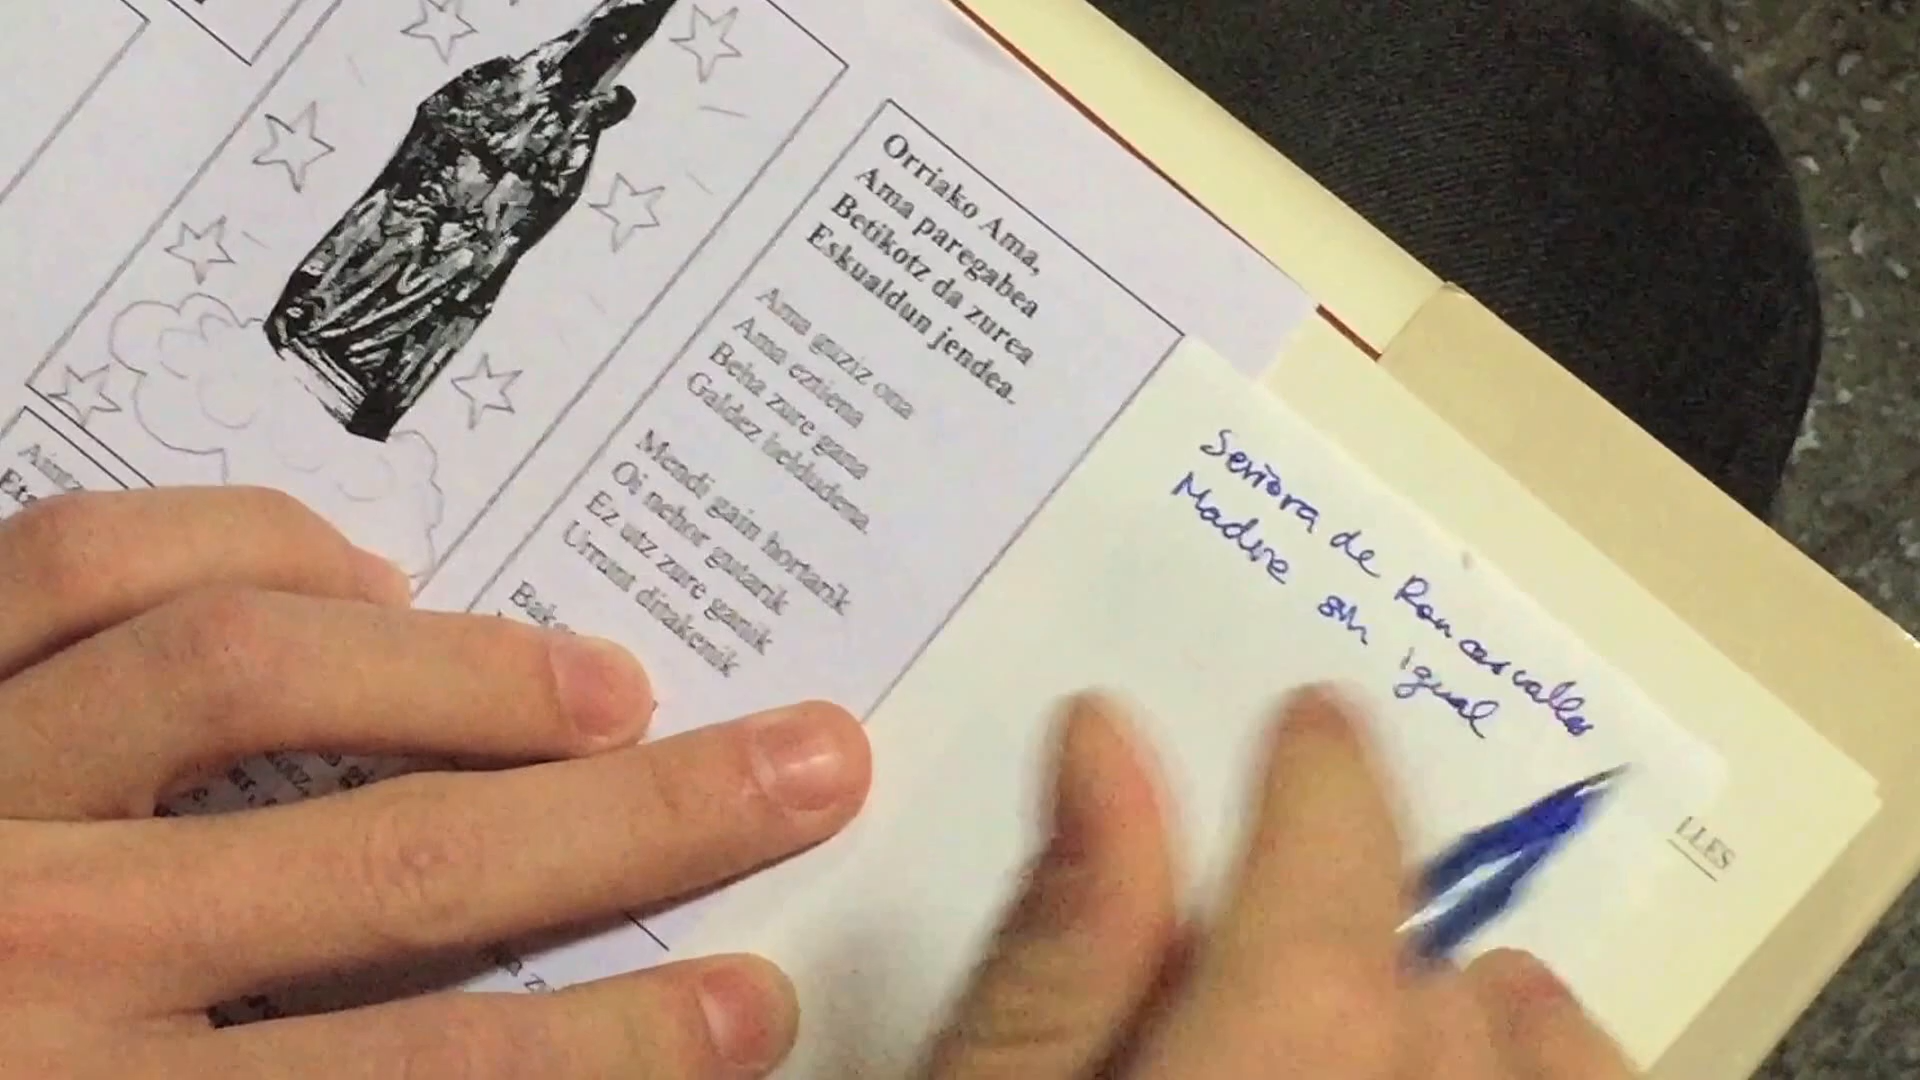 Orriako Ama,
Ama paregabea
Betikotz da zurea
Eskualdun jendea.
Ama guziz ona
Ama eztiena
Beha zure gana
Galdez heldudena.
Mendi gain hortarik
Oi nehor gutarik
Ez utz zure ganik
Urrunt ditakenik
Señora de Roncesvalles
Madre sin igual
LLES